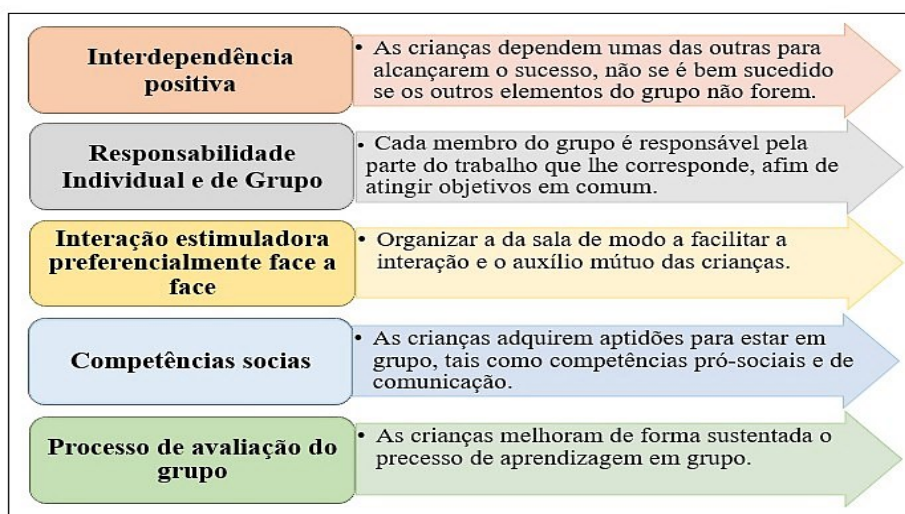 Interdependência
positiva
• As crianças dependem umas das outras para
alcançarem o sucesso, não se é bem sucedido
se os outros elementos do grupo não forem.
Responsabilidade
Individual e de Grupo
• Cada membro do grupo é responsável pela
parte do trabalho que lhe corresponde, afim de
atingir objetivos em comum.
Interação estimuladora
preferencialmente face a
face
• Organizar a da sala de modo a facilitar a
interação e o auxílio mútuo das crianças.
Competências socias
• As crianças adquirem aptidões para estar em
grupo, tais como competências pró-sociais e de
comunicação.
Processo de avaliação do
grupo
• As crianças melhoram de forma sustentada o
precesso de aprendizagem em grupo.